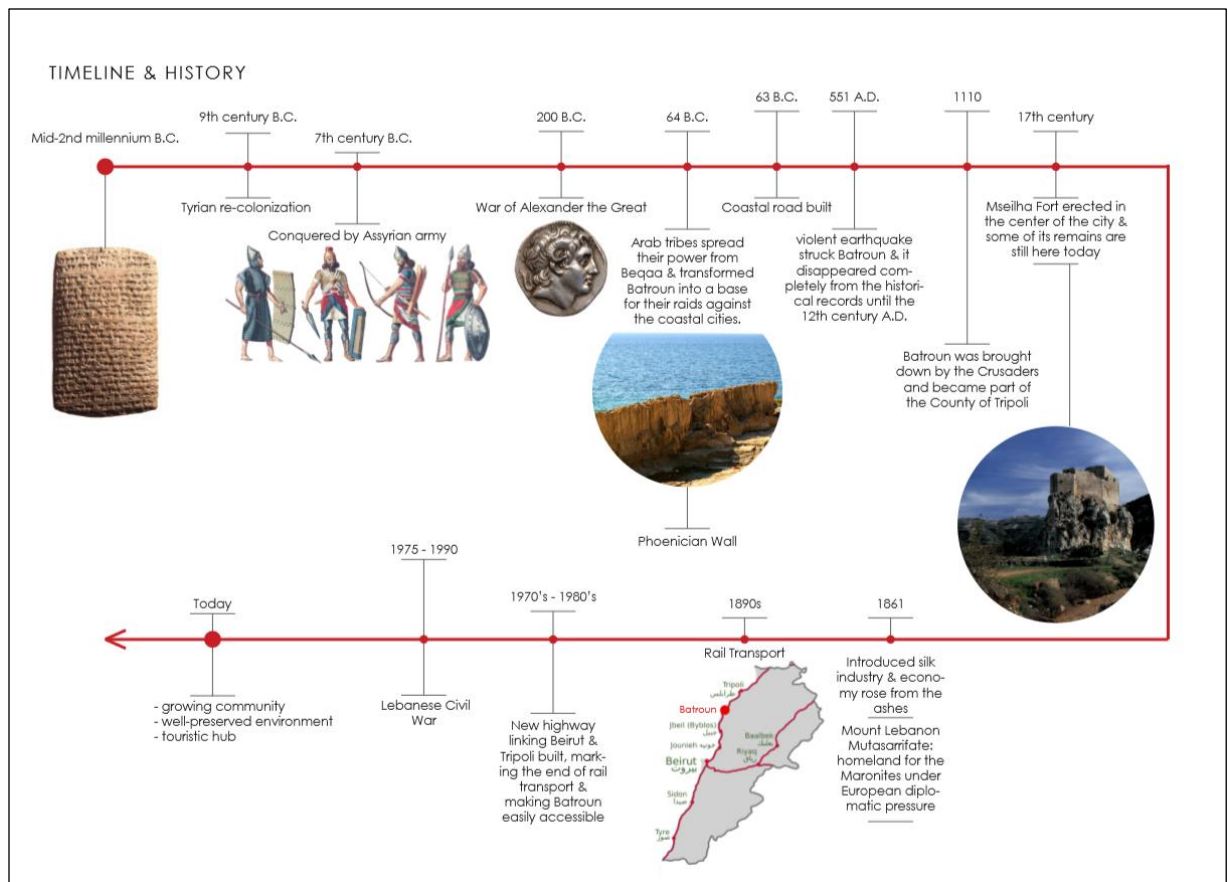 TIMELINE & HISTORY
Mid-2nd millennium B.C.
9th century B.C.
Tyrian re-colonization
7th century B.C.
Conquered by Assyrian army
200 B.C.
War of Alexander the Great
64 B.C.
Arab tribes spread
their power from
Beqaa & transformed
Batroun into a base
for their raids against
the coastal cities.
Phoenician Wall
63 B.C.
Coastal road built
551 A.D.
violent earthquake
struck Batroun & it
disappeared com-
pletely from the histori-
cal records until the
12th century A.D.
1110
Batroun was brought
down by the Crusaders
and became part of
the County of Tripoli
17th century
Mseilha Fort erected in
the center of the city &
some of its remains are
still here today
1861
Introduced silk
industry & econo-
my rose from the
ashes
Mount Lebanon
Mutasarrifate:
homeland for the
Maronites under
European diplo-
matic pressure
1890s
Rail Transport
Tripoli
طرابلس
Batroun
Jbeil (Byblos)
جبيل
Jounieh جونيه
Baalbek
بعلبك
Riyaq
رياق
Beirut
بيروت
Sidon
صيدا
Tyre
صور
1970's - 1980's
New highway
linking Beirut &
Tripoli built, mark-
ing the end of rail
transport &
making Batroun
easily accessible
1975 - 1990
Lebanese Civil
War
Today
- growing community
- well-preserved environment
- touristic hub